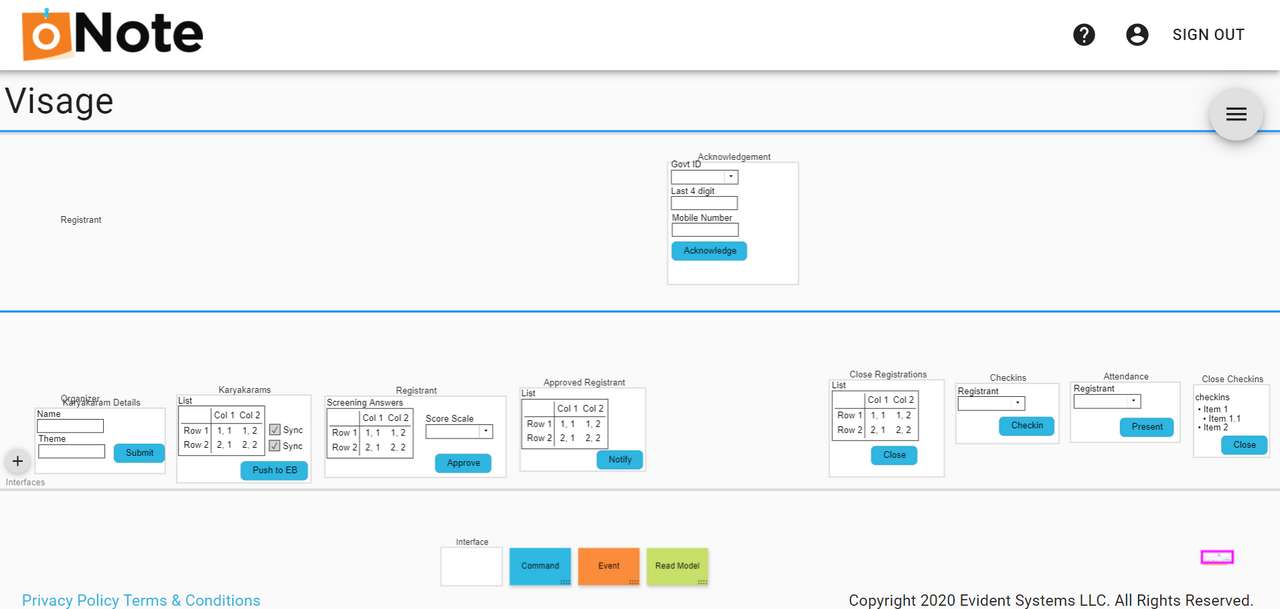 oNote
SIGN OUT
Visage
Registrant
Acknowledgement
Govt ID
Last 4 digit
Mobile Number
Acknowledge
Organizer
Karyakaram Details
Name
Theme
Submit
Interfaces
Karyakarams
List
Col 1 Col 2
Row 1 1, 1 1, 2
Row 2 2, 1 2, 2
Sync
Sync
Push to EB
Registrant
Screening Answers
Col 1 Col 2
Row 1 1, 1 1, 2
Row 2 2, 1 2, 2
Score Scale
Approve
Approved Registrant
List
Col 1 Col 2
Row 1 1, 1 1, 2
Row 2 2, 1 2, 2
Notify
Close Registrations
List
Col 1 Col 2
Row 1 1, 1 1, 2
Row 2 2, 1 2, 2
Close
Checkins
Registrant
Checkin
Attendance
Registrant
Present
Close Checkins
checkins
• Item 1
• Item 1.1
• Item 2
Close
Interface
Command
Event
Read Model
Privacy Policy Terms & Conditions
Copyright 2020 Evident Systems LLC. All Rights Reserved.